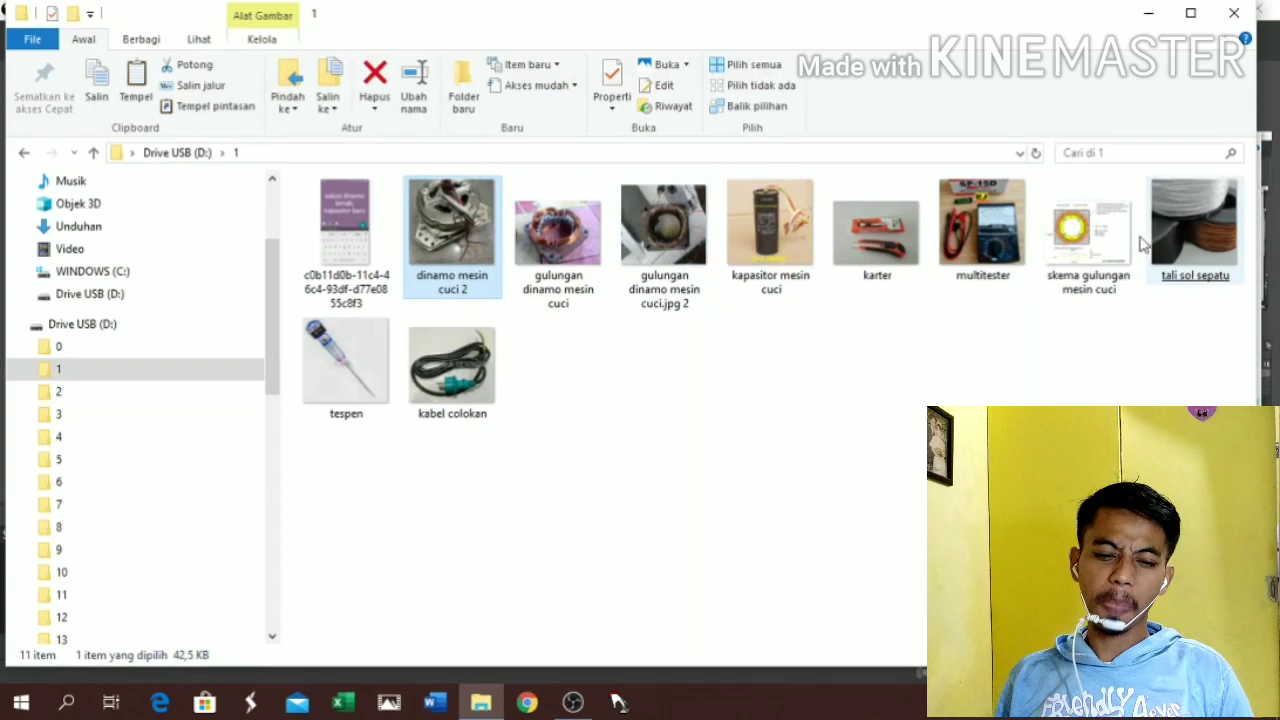 Alat Gambar
1
File
Awal
Berbagi
Lihat
Kelola
Made with KINEMASTER
Sematkan ke akses Cepat
Salin
Tempel
Potong
Salin jalur
Tempel pintasan
Clipboard
Pindah ke
Salin ke
Hapus
Ubah nama
Atur
Folder baru
Item baru
Akses mudah
Baru
Properti
Buka
Edit
Riwayat
Buka
Pilih semua
Pilih tidak ada
Balik pilihan
Pilih
Drive USB (D:)
1
Cari di 1
Musik
Objek 3D
Unduhan
Video
WINDOWS (C:)
Drive USB (D:)
Drive USB (D:)
0
1
2
3
4
5
6
7
8
9
10
11
12
13
c0b11d0b-11c4-4
6c4-93df-d77e08
55c8f3
dinamo mesin
cuci 2
gulungan
dinamo mesin
cuci
gulungan
dinamo mesin
cuci.jpg 2
kapasitor mesin
cuci
karter
multitester
skema gulungan
mesin cuci
tali sol sepatu
tespen
kabel colokan
11 item
1 item yang dipilih 42,5 KB